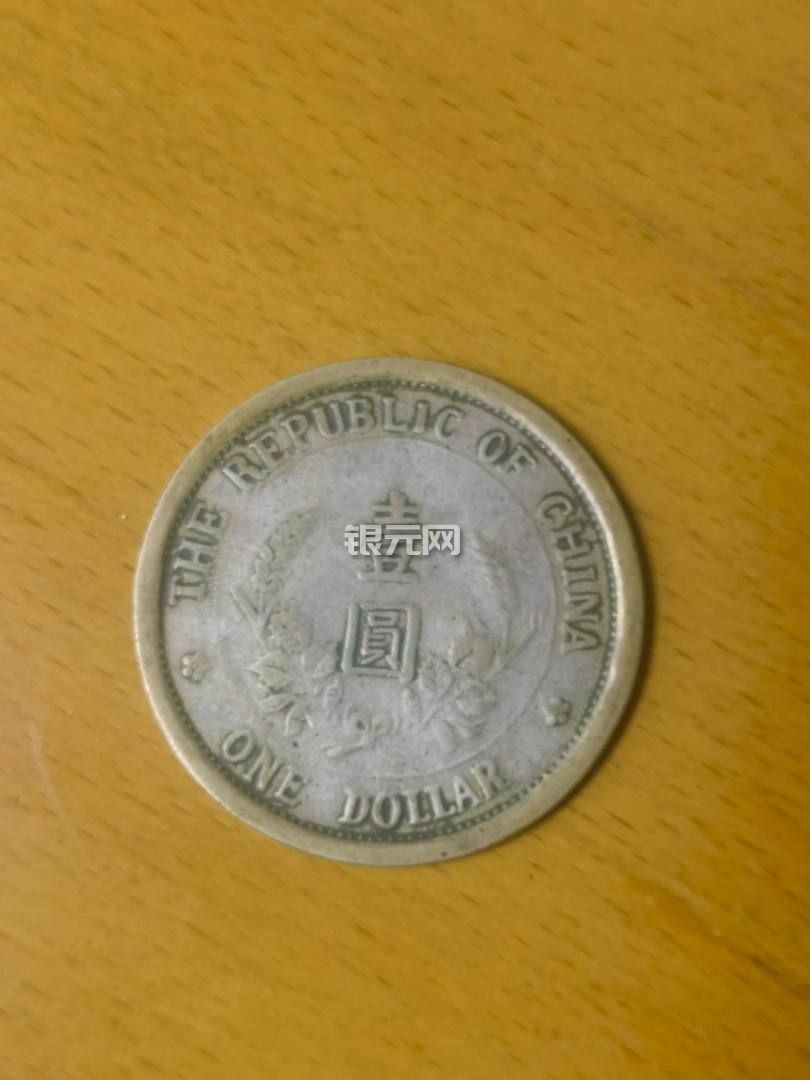 THE REPUBLIC OF CHINA
壹
圓
ONE DOLLAR
银元网